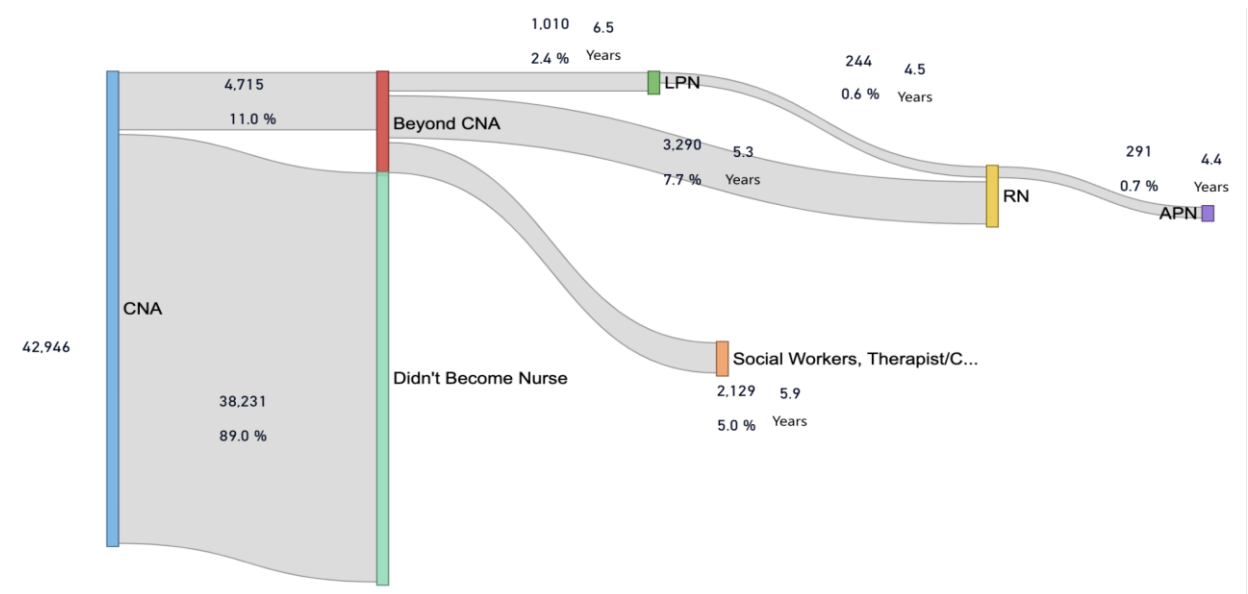 1,010
6.5
2.4 %
Years
LPN
244
4.5
0.6 %
Years
4,715
11.0 %
Beyond CNA
3,290
5.3
7.7 %
Years
291
4.4
0.7 %
Years
RN
APN
CNA
42,946
Social Workers, Therapist/C...
2,129
5.9
5.0 %
Years
Didn't Become Nurse
38,231
89.0 %